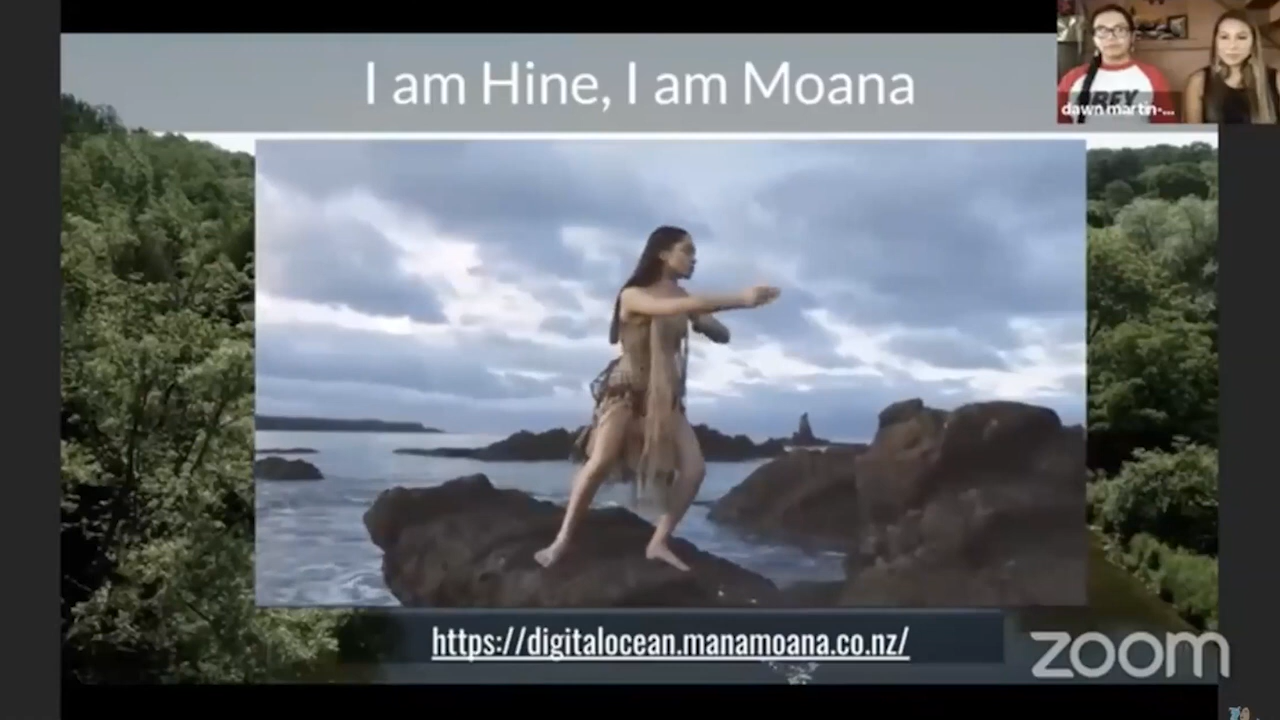 I am Hine, I am Moana
dawn martin-...
https://digitalocean.manamoana.co.nz/
zoom